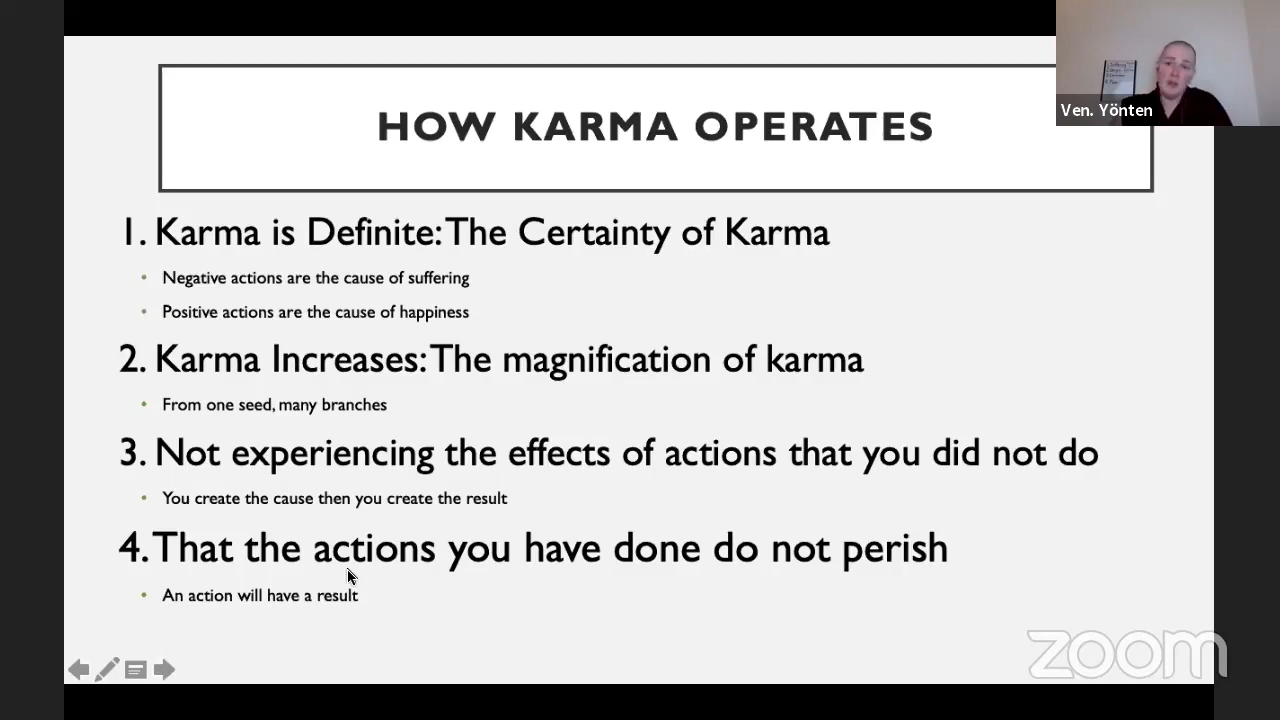 HOW KARMA OPERATES
Ven. Yönten
1. Karma is Definite: The Certainty of Karma
• Negative actions are the cause of suffering
• Positive actions are the cause of happiness
2. Karma Increases: The magnification of karma
• From one seed, many branches
3. Not experiencing the effects of actions that you did not do
• You create the cause then you create the result
4. That the actions you have done do not perish
• An action will have a result
zoom